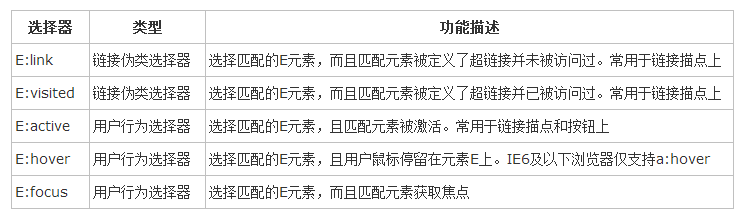 选择器 类型 功能描述
E:link 链接伪类选择器 选择匹配的E元素，而且匹配元素被定义了超链接并未被访问过。常用于链接描点上
E:visited 链接伪类选择器 选择匹配的E元素，而且匹配元素被定义了超链接并已被访问过。常用于链接描点上
E:active 用户行为选择器 选择匹配的E元素，且匹配元素被激活。常用于链接描点和按钮上
E:hover 用户行为选择器 选择匹配的E元素，且用户鼠标停留在元素E上。IE6及以下浏览器仅支持a:hover
E:focus 用户行为选择器 选择匹配的E元素，而且匹配元素获取焦点